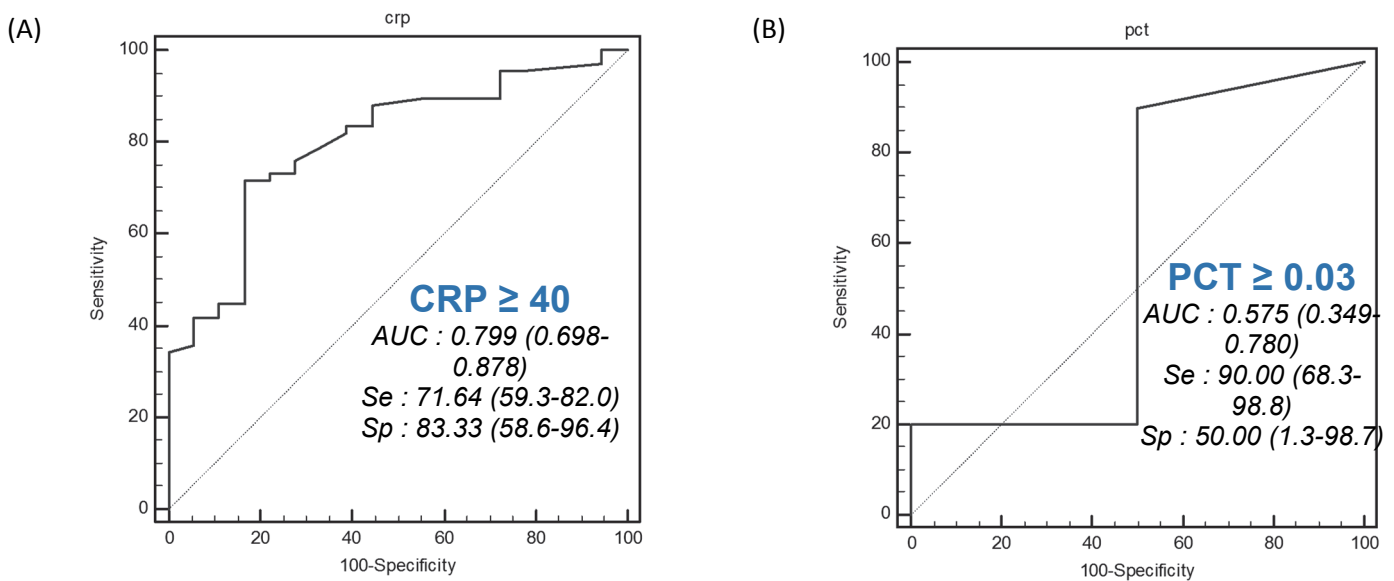 (A)
crp
100
80
60
40
20
0
Sensitivity
0 20 40 60 80 100
100-Specificity
CRP ≥ 40
AUC : 0.799 (0.698-
0.878)
Se : 71.64 (59.3-82.0)
Sp : 83.33 (58.6-96.4)
(B)
pct
100
80
60
40
20
0
Sensitivity
0 20 40 60 80 100
100-Specificity
PCT ≥ 0.03
AUC : 0.575 (0.349-
0.780)
Se : 90.00 (68.3-
98.8)
Sp : 50.00 (1.3-98.7)